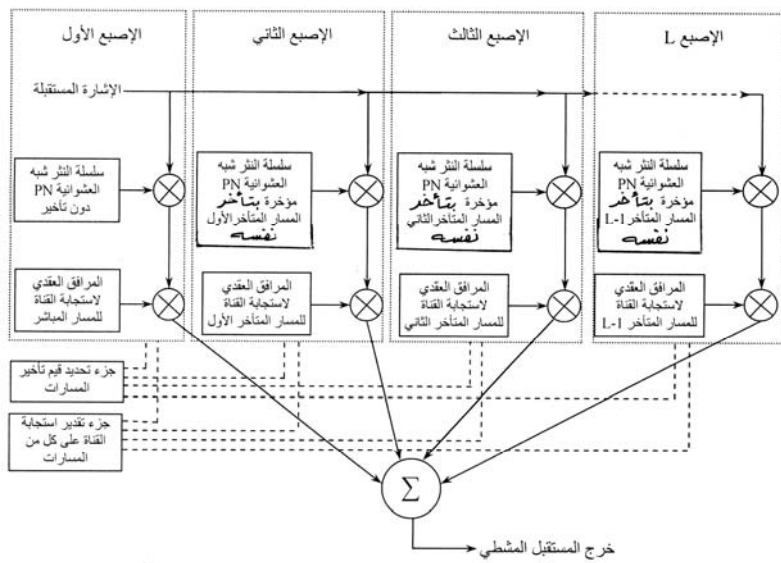 الإصبع الأول
الإصبع الثاني
الإصبع الثالث
الإصبع L
الإشارة المستقبلة
سلسلة النثر شبه
العشوائية PN
دون تأخير
سلسلة النثر شبه
العشوائية PN
مؤخرة بتأخر
المسار المتأخر الأول
نفسه
سلسلة النثر شبه
العشوائية PN
مؤخرة بتأخر
المسار المتأخر الثاني
نفسه
سلسلة النثر شبه
العشوائية PN
مؤخرة بتأخر
المسار المتأخر L-1
نفسه
المرافق العقدي
لاستجابة القناة
للمسار المباشر
المرافق العقدي
لاستجابة القناة
للمسار المتأخر الأول
المرافق العقدي
لاستجابة القناة
للمسار المتأخر الثاني
المرافق العقدي
لاستجابة القناة
للمسار المتأخر L-1
جزء تحديد قيم تأخير
المسارات
جزء تقدير استجابة
القناة على كل من
المسارات
Σ
خرج المستقبل المشطي